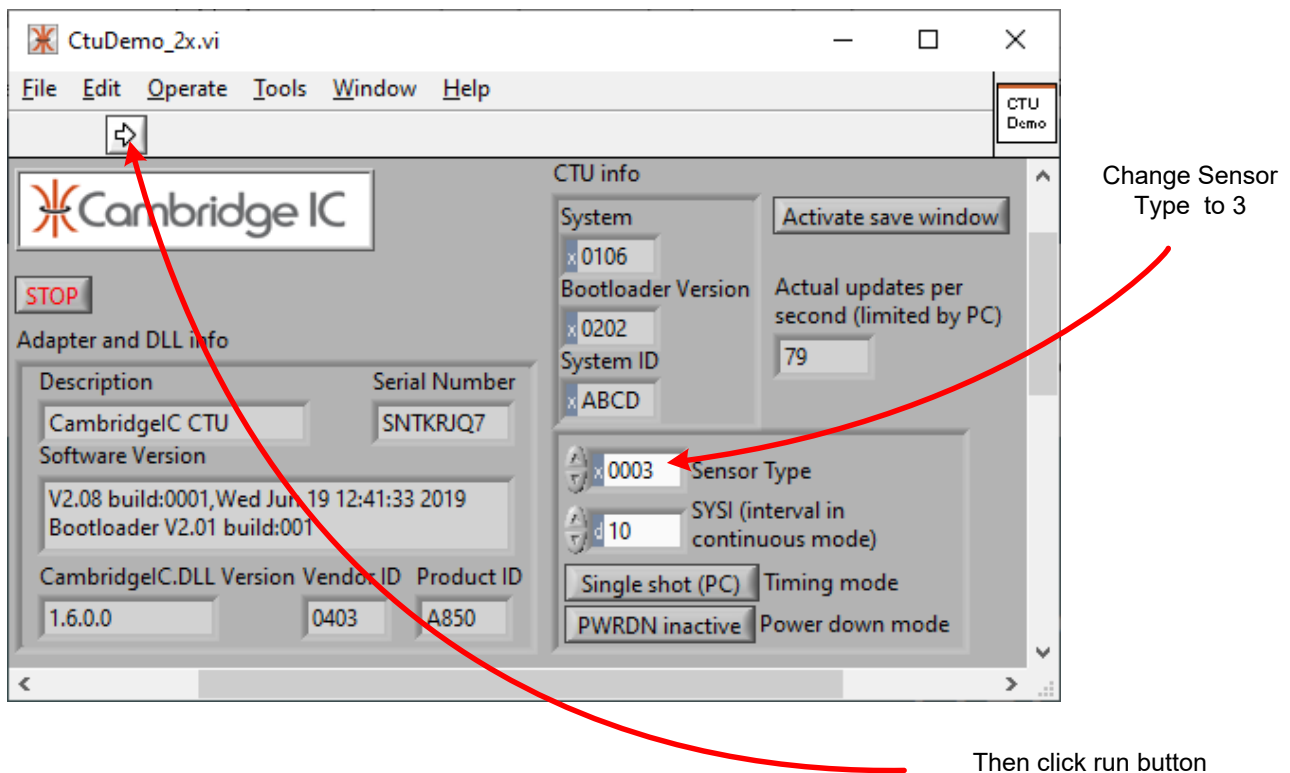 CtuDemo_2x.vi
File Edit Operate Tools Window Help
CTU
Demo
Cambridge IC
STOP
Adapter and DLL info
Description
CambridgeIC CTU
Serial Number
SNTKRJQ7
Software Version
V2.08 build:0001,Wed Jun 19 12:41:33 2019
Bootloader V2.01 build:001
CambridgeIC.DLL Version Vendor ID Product ID
1.6.0.0 0403 A850
CTU info
System
x 0106
Bootloader Version
x 0202
System ID
x ABCD
Activate save window
Actual updates per
second (limited by PC)
79
x 0003 Sensor Type
d 10
SYSI (interval in
continuous mode)
Single shot (PC) Timing mode
PWRDN inactive Power down mode
Change Sensor
Type to 3
Then click run button